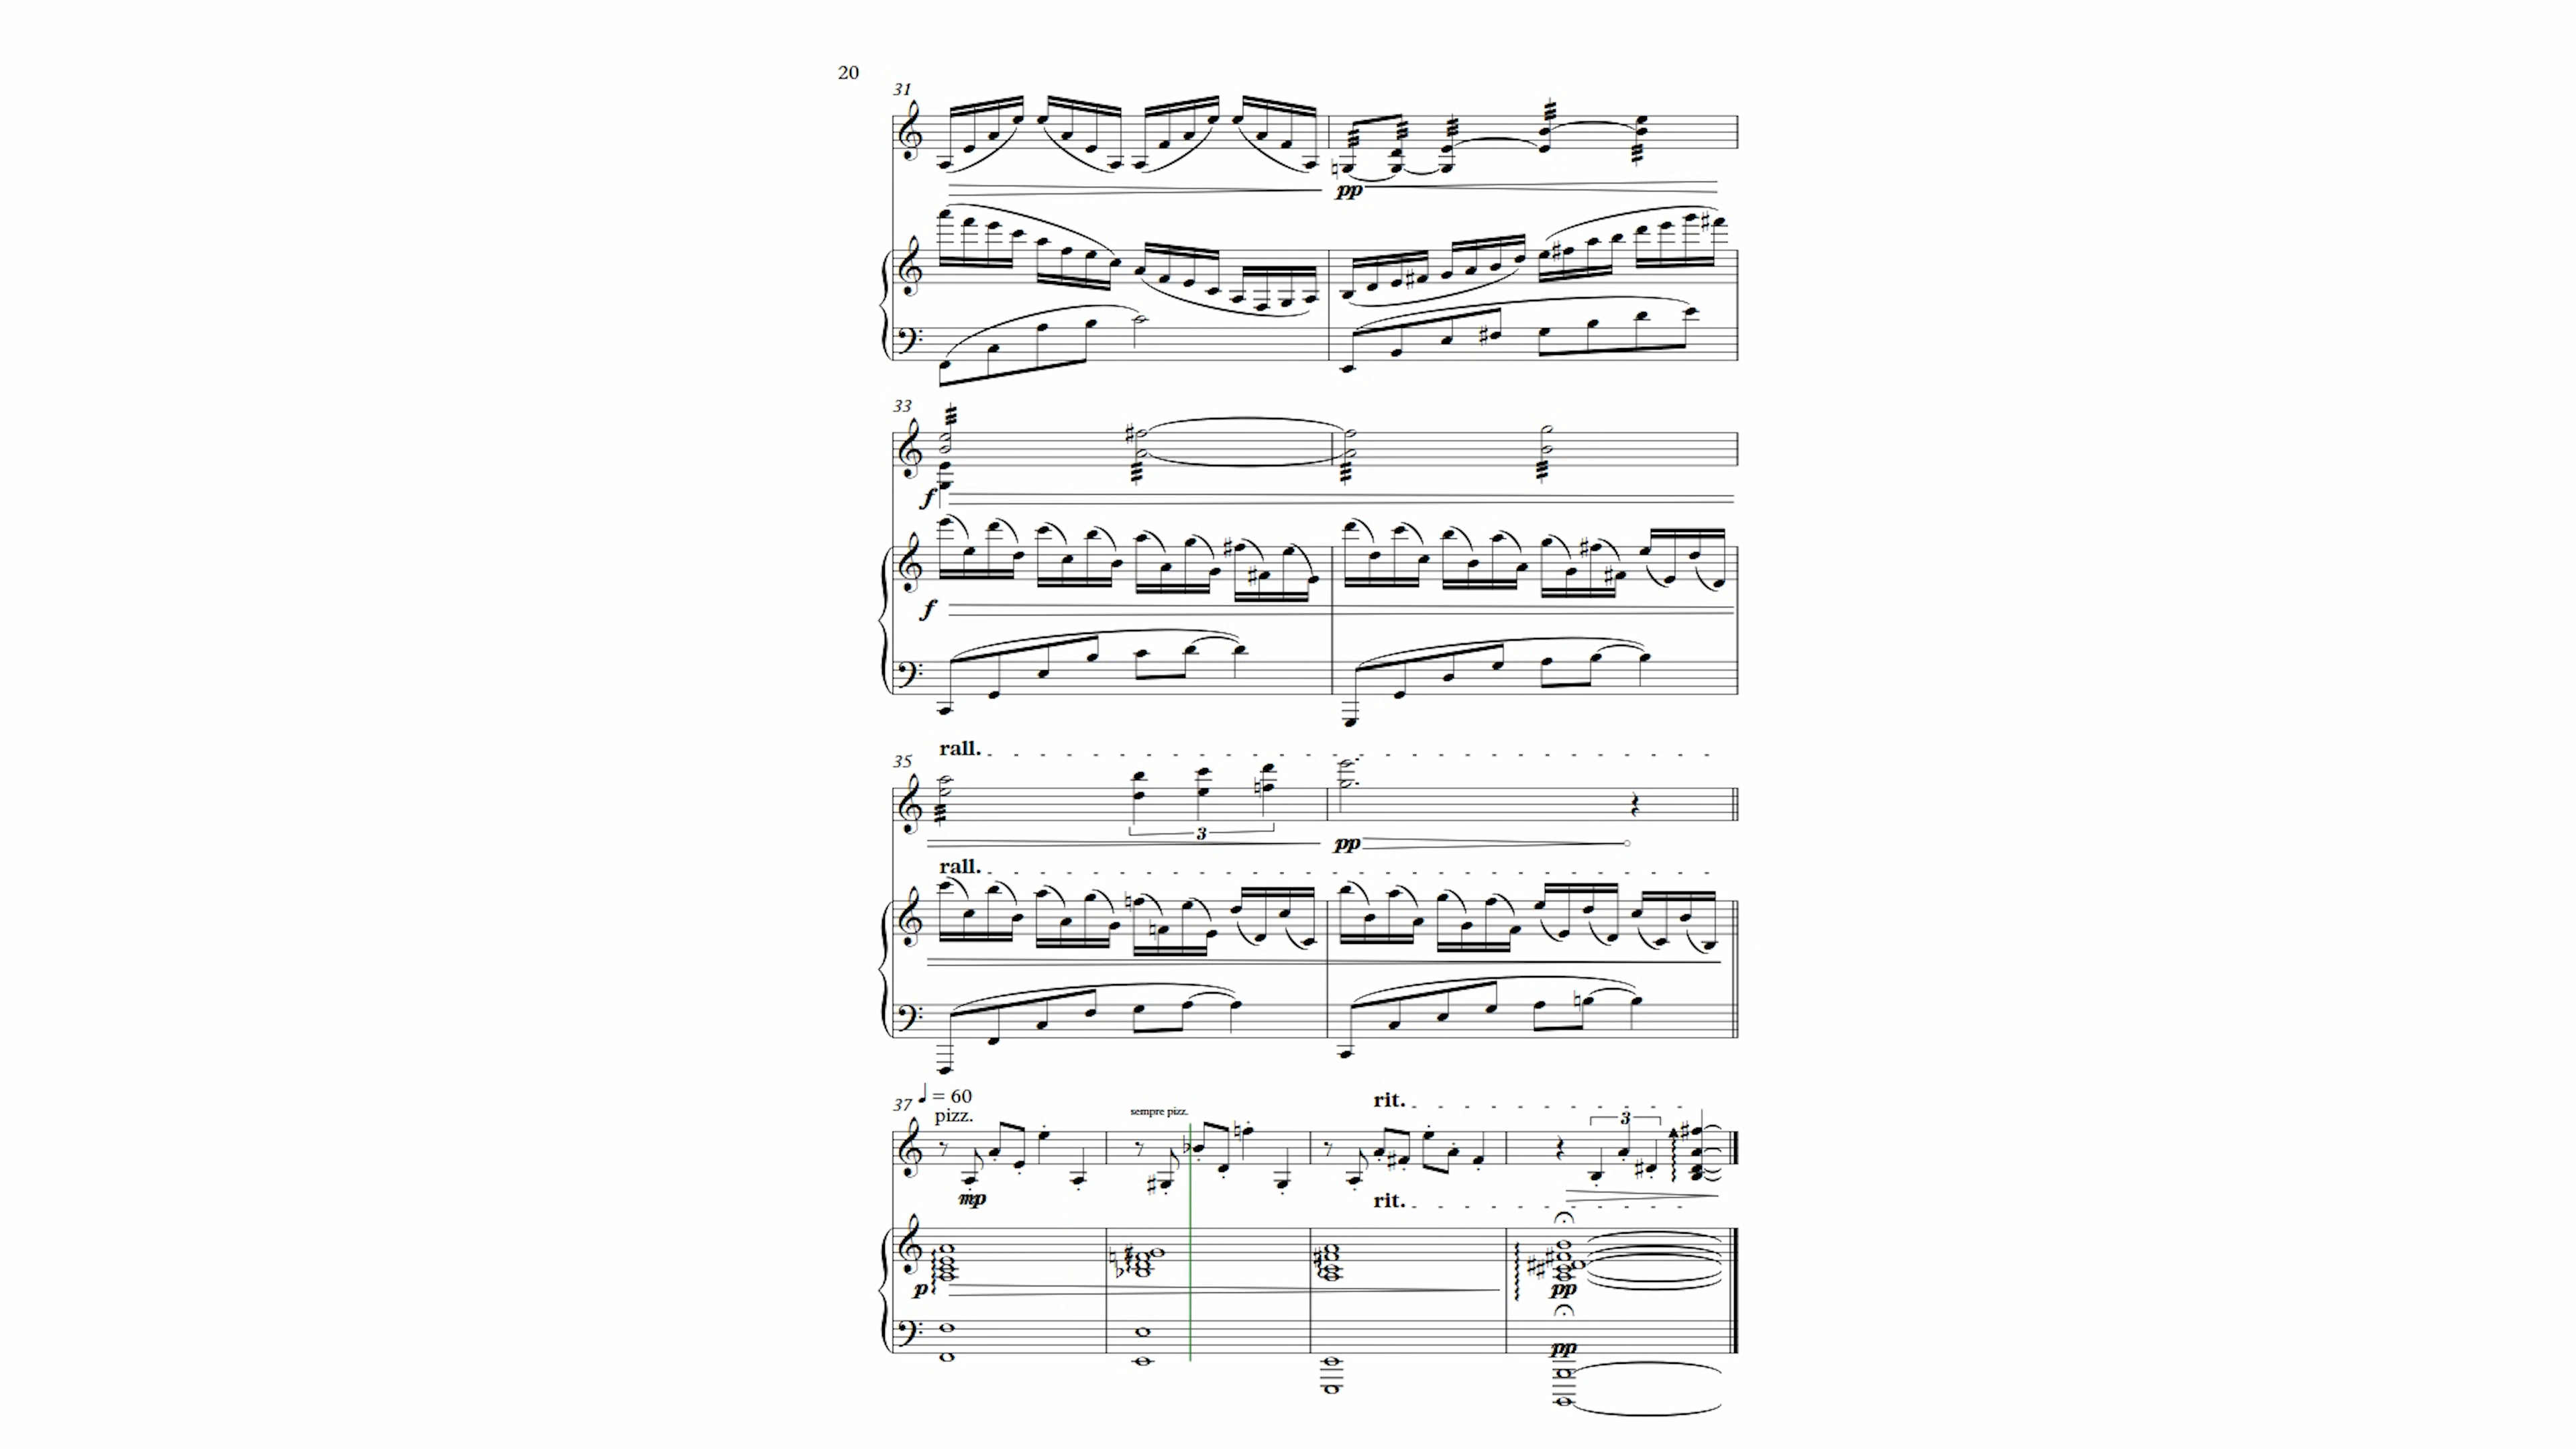 20
31
pp
33
f
f
rall.
35
3
pp
rall.
♩ = 60
37
pizz.
sempre pizz.
rit.
3
mp
rit.
p
pp
pp